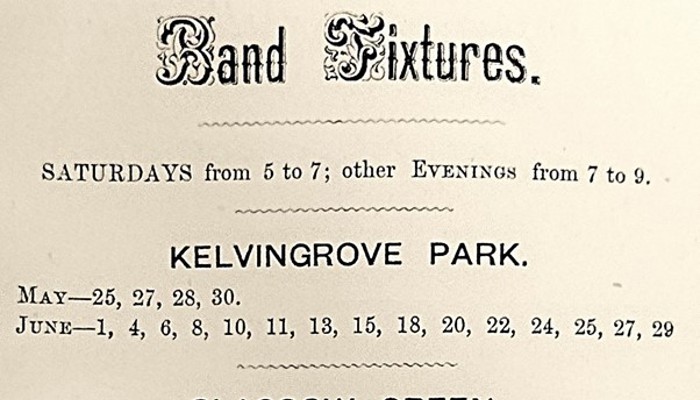 Band Fixtures.
SATURDAYS from 5 to 7; other EVENINGS from 7 to 9.
KELVINGROVE PARK.
MAY—25, 27, 28, 30.
JUNE—1, 4, 6, 8, 10, 11, 13, 15, 18, 20, 22, 24, 25, 27, 29